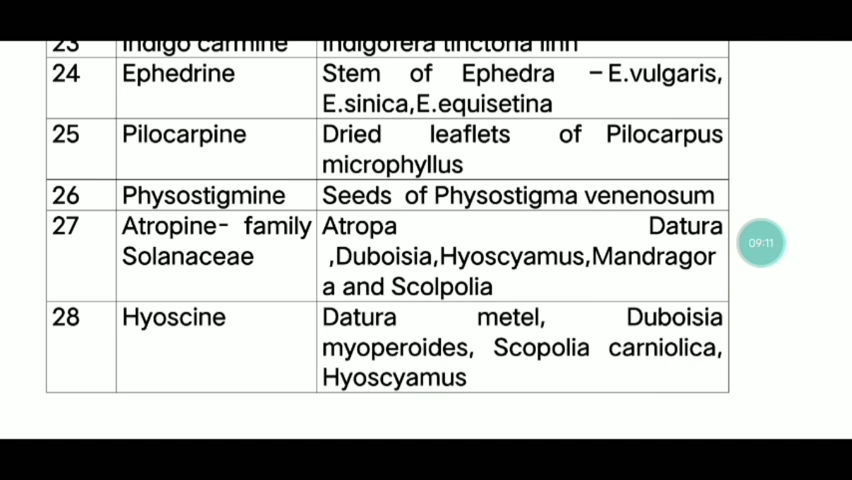 23 Indigo carmine Indigofera tinctoria linn
24 Ephedrine Stem of Ephedra – E.vulgaris,
E.sinica,E.equisetina
25 Pilocarpine Dried leaflets of Pilocarpus
microphyllus
26 Physostigmine Seeds of Physostigma venenosum
27 Atropine- family Atropa Datura
Solanaceae ,Duboisia,Hyoscyamus,Mandragor
a and Scolpolia
28 Hyoscine Datura metel, Duboisia
myoperoides, Scopolia carniolica,
Hyoscyamus
09:11